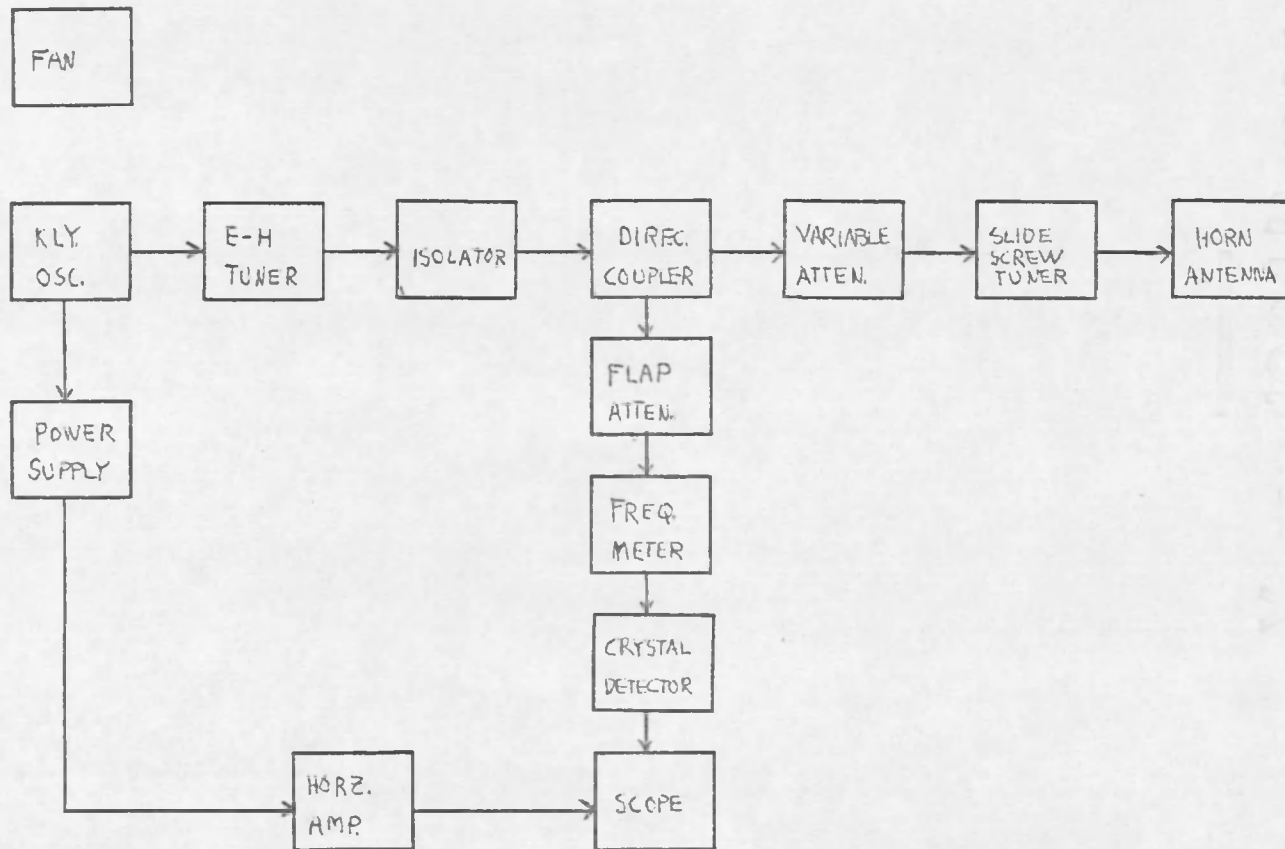 FAN
KLY.
OSC.
E-H
TUNER
ISOLATOR
DIREC.
COUPLER
VARIABLE
ATTEN.
SLIDE
SCREW
TUNER
HORN
ANTENNA
FLAP
ATTEN.
POWER
SUPPLY
FREQ.
METER
CRYSTAL
DETECTOR
HORZ.
AMP.
SCOPE